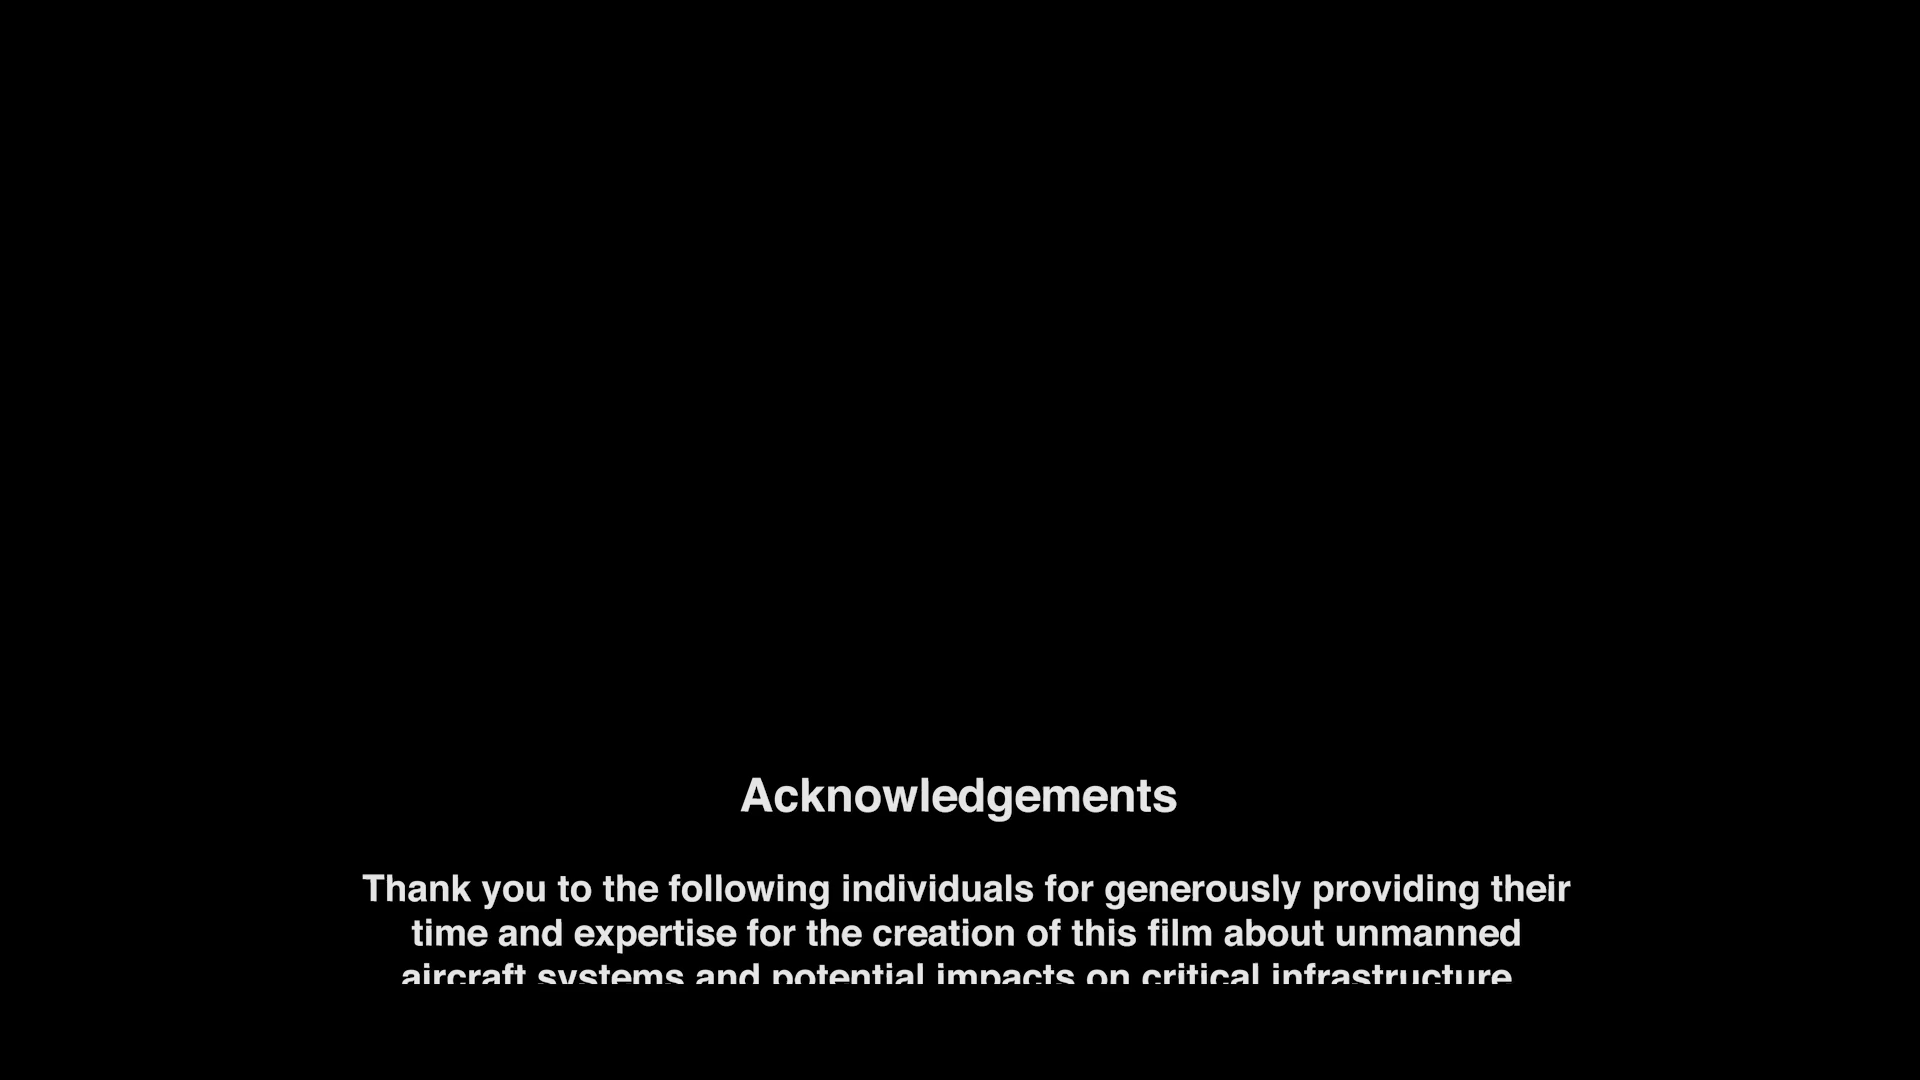 Acknowledgements
Thank you to the following individuals for generously providing their
time and expertise for the creation of this film about unmanned
aircraft systems and potential impacts on critical infrastructure